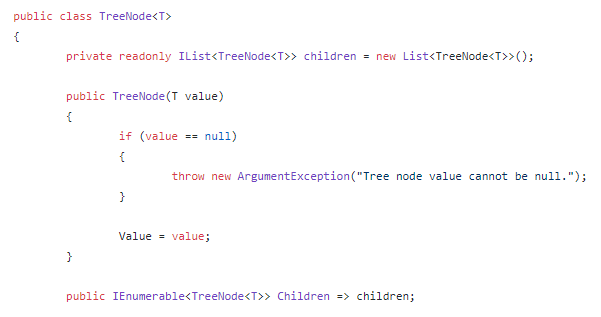 public class TreeNode<T>
{
private readonly IList<TreeNode<T>> children = new List<TreeNode<T>>();
public TreeNode(T value)
{
if (value == null)
{
throw new ArgumentException("Tree node value cannot be null.");
}
Value = value;
}
public IEnumerable<TreeNode<T>> Children => children;